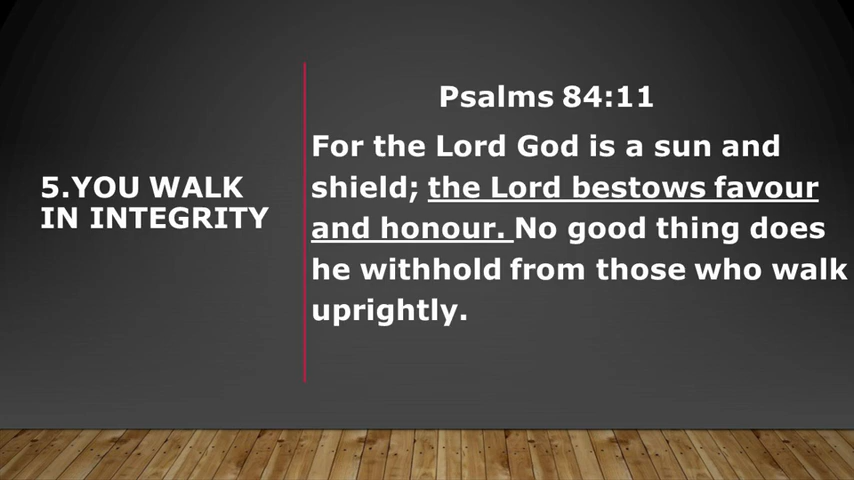 5.YOU WALK
IN INTEGRITY
Psalms 84:11
For the Lord God is a sun and
shield; the Lord bestows favour
and honour. No good thing does
he withhold from those who walk
uprightly.